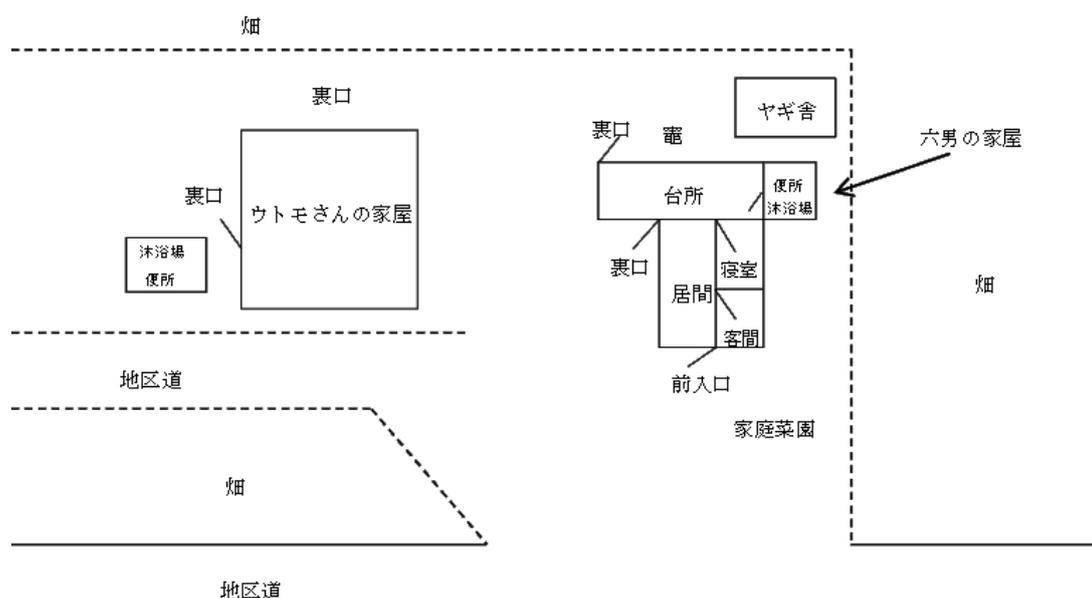 畑
裏口
ヤギ舎
裏口
竈
六男の家屋
裏口
台所
便所
沐浴場
ウトモさんの家屋
沐浴場
便所
裏口
寝室
居間
畑
客間
地区道
前入口
家庭菜園
畑
地区道